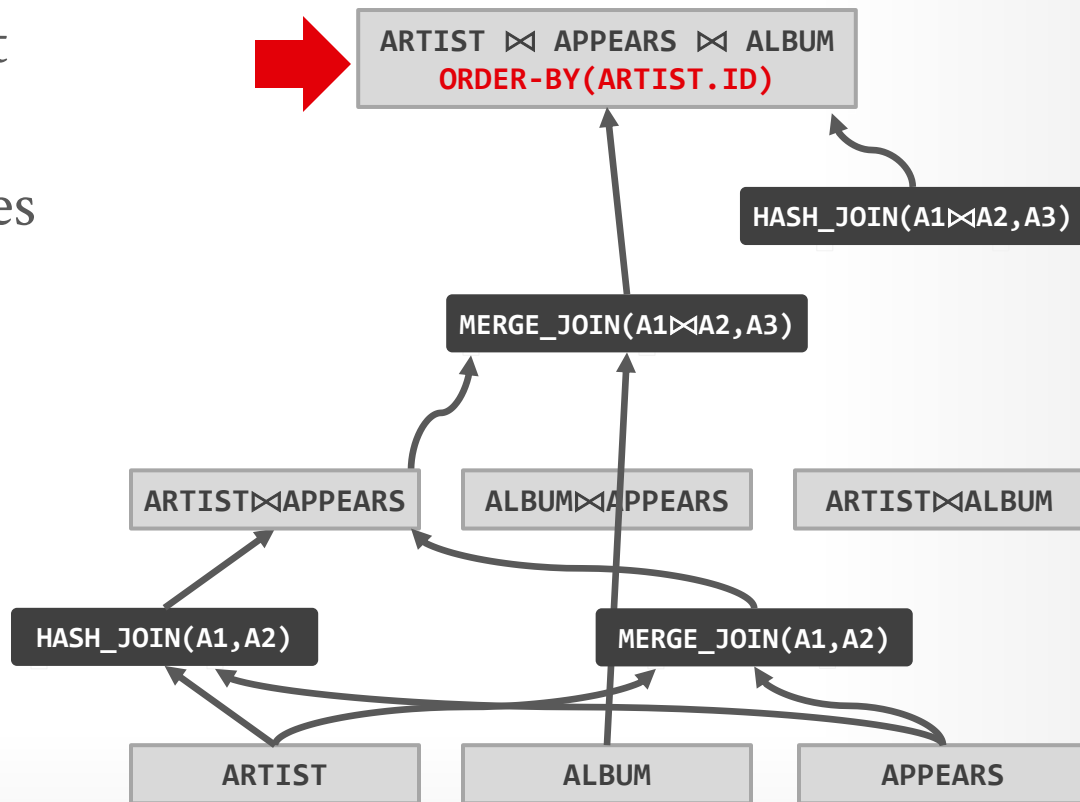 t
ARTIST ⋈ APPEARS ⋈ ALBUM
ORDER-BY(ARTIST.ID)
es
HASH_JOIN(A1⋈A2,A3)
MERGE_JOIN(A1⋈A2,A3)
ARTIST⋈APPEARS
ALBUM⋈APPEARS
ARTIST⋈ALBUM
HASH_JOIN(A1,A2)
MERGE_JOIN(A1,A2)
ARTIST
ALBUM
APPEARS